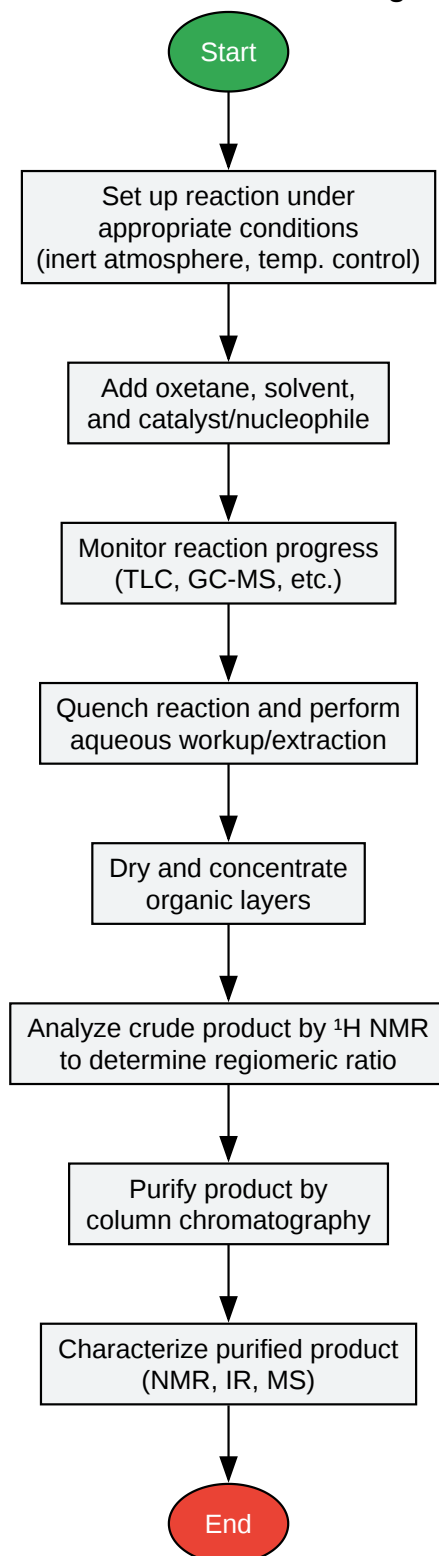 Start
Set up reaction under
appropriate conditions
(inert atmosphere, temp. control)
Add oxetane, solvent,
and catalyst/nucleophile
Monitor reaction progress
(TLC, GC-MS, etc.)
Quench reaction and perform
aqueous workup/extraction
Dry and concentrate
organic layers
Analyze crude product by ¹H NMR
to determine regiomeric ratio
Purify product by
column chromatography
Characterize purified product
(NMR, IR, MS)
End